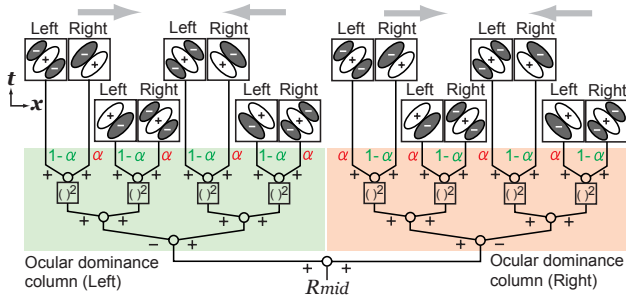 Left Right Left Right Left Right Left Right
Left Right Left Right Left Right Left Right
t
x
+ − − − + − + − − + − + − − − + − + − − +
− + − − + − − + − − + − − + − − + − − + −
1-α α 1-α α 1-α α 1-α α α 1-α α 1-α α 1-α α 1-α
+ + + + + + + + + + + + + + + +
( )² ( )² ( )² ( )² ( )² ( )² ( )² ( )²
+ + + + + + + +
− + + −
Ocular dominance
column (Left)
+ +
Rmid
Ocular dominance
column (Right)